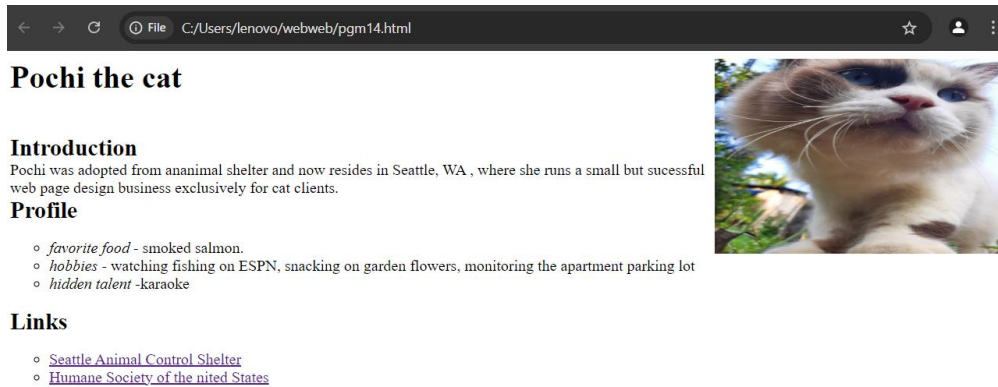 File C:/Users/lenovo/webweb/pgm14.html
Pochi the cat
Introduction
Pochi was adopted from ananimal shelter and now resides in Seattle, WA , where she runs a small but sucessful
web page design business exclusively for cat clients.
Profile
favorite food - smoked salmon.
hobbies - watching fishing on ESPN, snacking on garden flowers, monitoring the apartment parking lot
hidden talent -karaoke
Links
Seattle Animal Control Shelter
Humane Society of the nited States